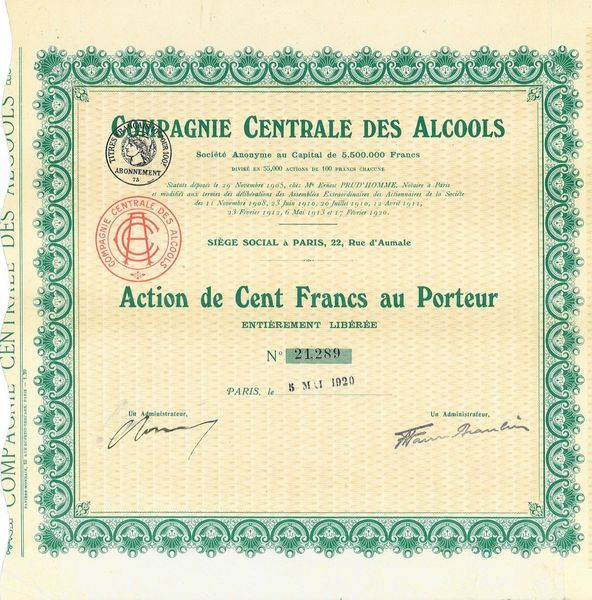 COMPAGNIE CENTRALE DES ALCOOLS
Société Anonyme au Capital de 5.500.000 Francs
DIVISÉ EN 55,000 ACTIONS DE 100 FRANCS CHACUNE
Statuts déposés le 29 Novembre 1905, chez Me Ernest PRUD'HOMME, Notaire à Paris
et modifiés aux termes des délibérations des Assemblées Extraordinaires des Actionnaires de la Société
des 11 Novembre 1908, 23 Juin 1910, 20 Juillet 1910, 12 Avril 1911,
23 Février 1912, 6 Mai 1913 et 17 Février 1920.
ABONNEMENT
COMPAGNIE CENTRALE DES ALCOOLS
SIÈGE SOCIAL à PARIS, 22, Rue d'Aumale
Action de Cent Francs au Porteur
ENTIÈREMENT LIBÉRÉE
No 21,289
PARIS, le 5 MAI 1920
Un Administrateur,
Un Administrateur,
COMPAGNIE CENTRALE DES ALCOOLS